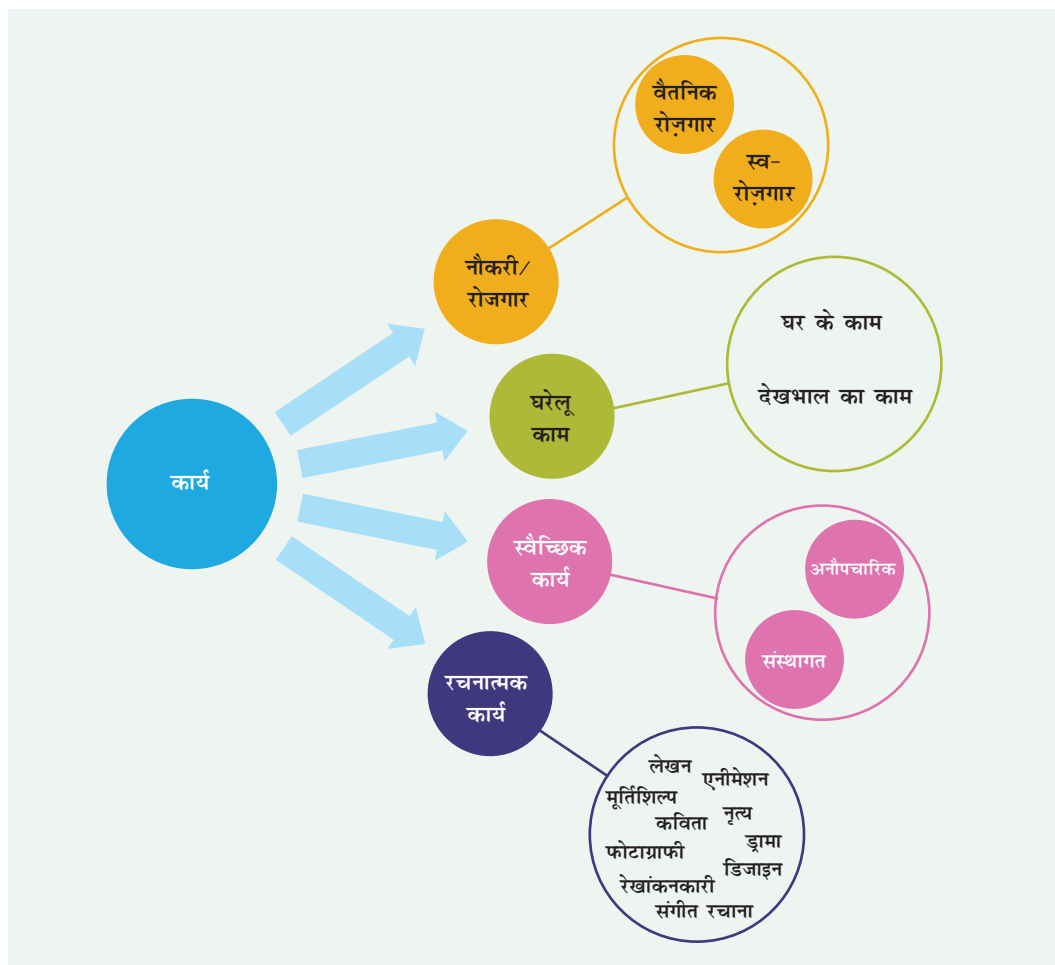 वैतनिक
रोज़गार
स्व-
रोज़गार
नौकरी/
रोजगार
घर के काम
देखभाल का काम
घरेलू
काम
कार्य
स्वैच्छिक
कार्य
अनौपचारिक
संस्थागत
रचनात्मक
कार्य
लेखन
एनीमेशन
मूर्तिशिल्प
नृत्य
कविता
ड्रामा
फोटाग्राफी
डिजाइन
रेखांकनकारी
संगीत रचाना